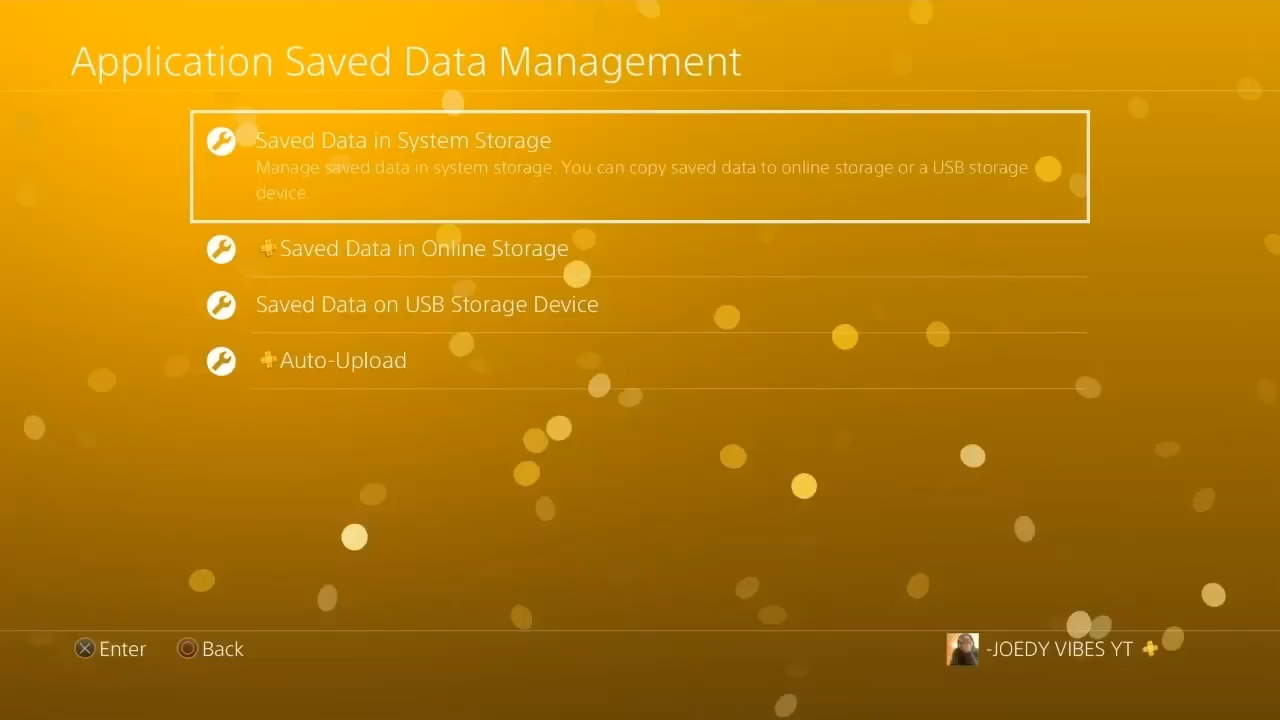 Application Saved Data Management
Saved Data in System Storage
Manage saved data in system storage. You can copy saved data to online storage or a USB storage
device.
Saved Data in Online Storage
Saved Data on USB Storage Device
Auto-Upload
Enter Back
-JOEDY VIBES YT